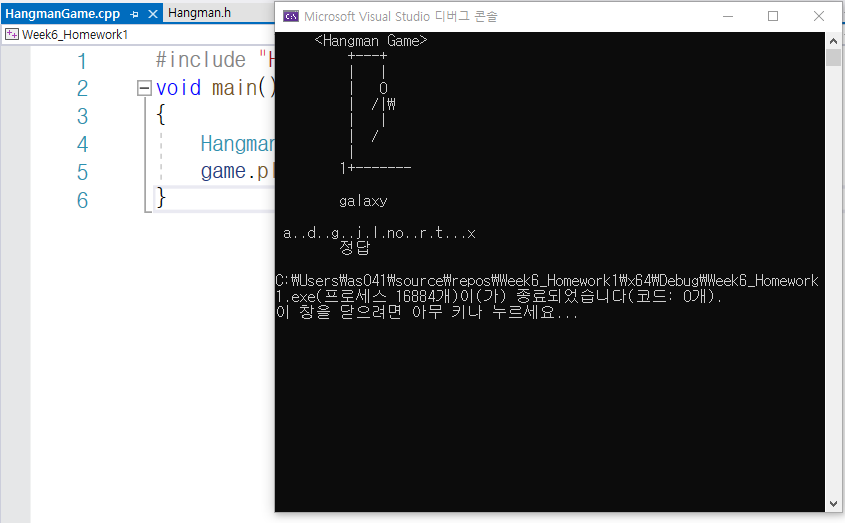 HangmanGame.cpp Hangman.h
Week6_Homework1
1 #include "H
2 void main()
3 {
4 Hangman
5 game.pl
6 }
Microsoft Visual Studio 디버그 콘솔
<Hangman Game>
+---+
|   |
|   O
|  /|₩
|   |
|  /
|
1+-------
galaxy
a..d..g..j.l.no..r.t...x
정답
C:₩Users₩as041₩source₩repos₩Week6_Homework1₩x64₩Debug₩Week6_Homework
1.exe(프로세스 16884개)이(가) 종료되었습니다(코드: 0개).
이 창을 닫으려면 아무 키나 누르세요...